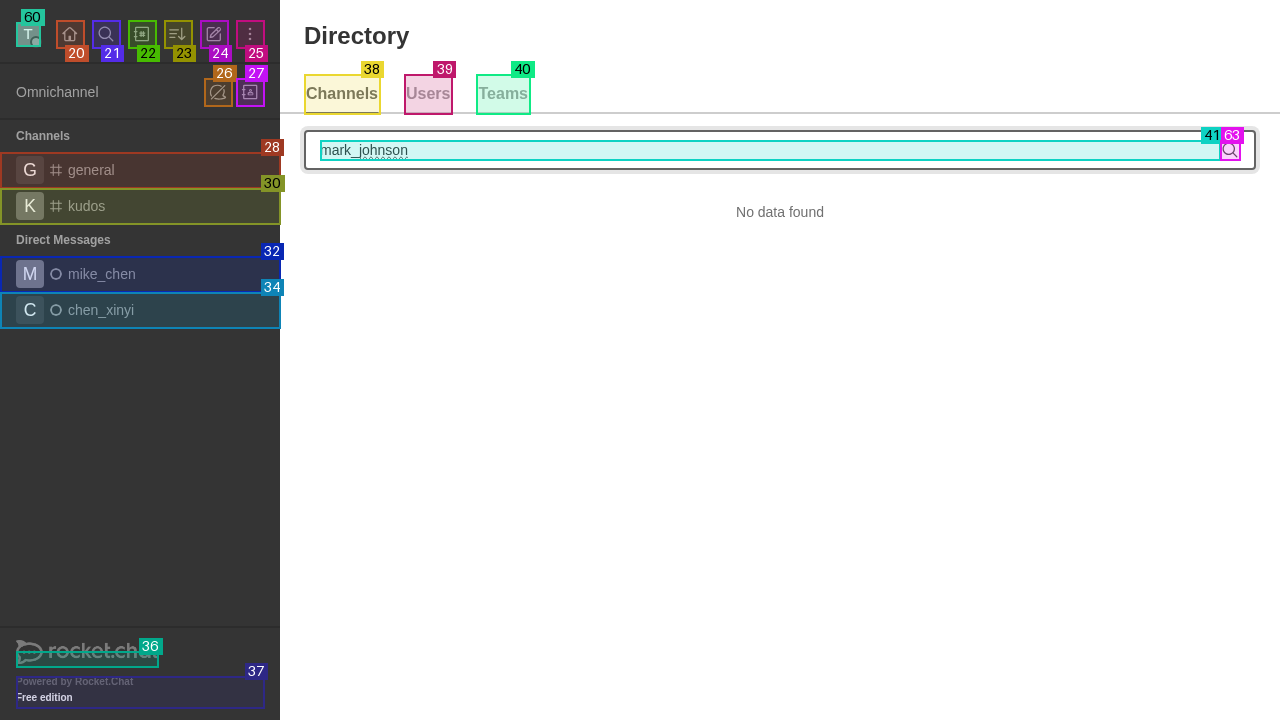 60
T
20
21
22
23
24
25
Directory
38
39
40
Channels
Users
Teams
Omnichannel
26
27
Channels
28
G general
30
K kudos
Direct Messages
32
M mike_chen
34
C chen_xinyi
mark_johnson
41
63
No data found
rocket.chat
36
37
Powered by Rocket.Chat
Free edition